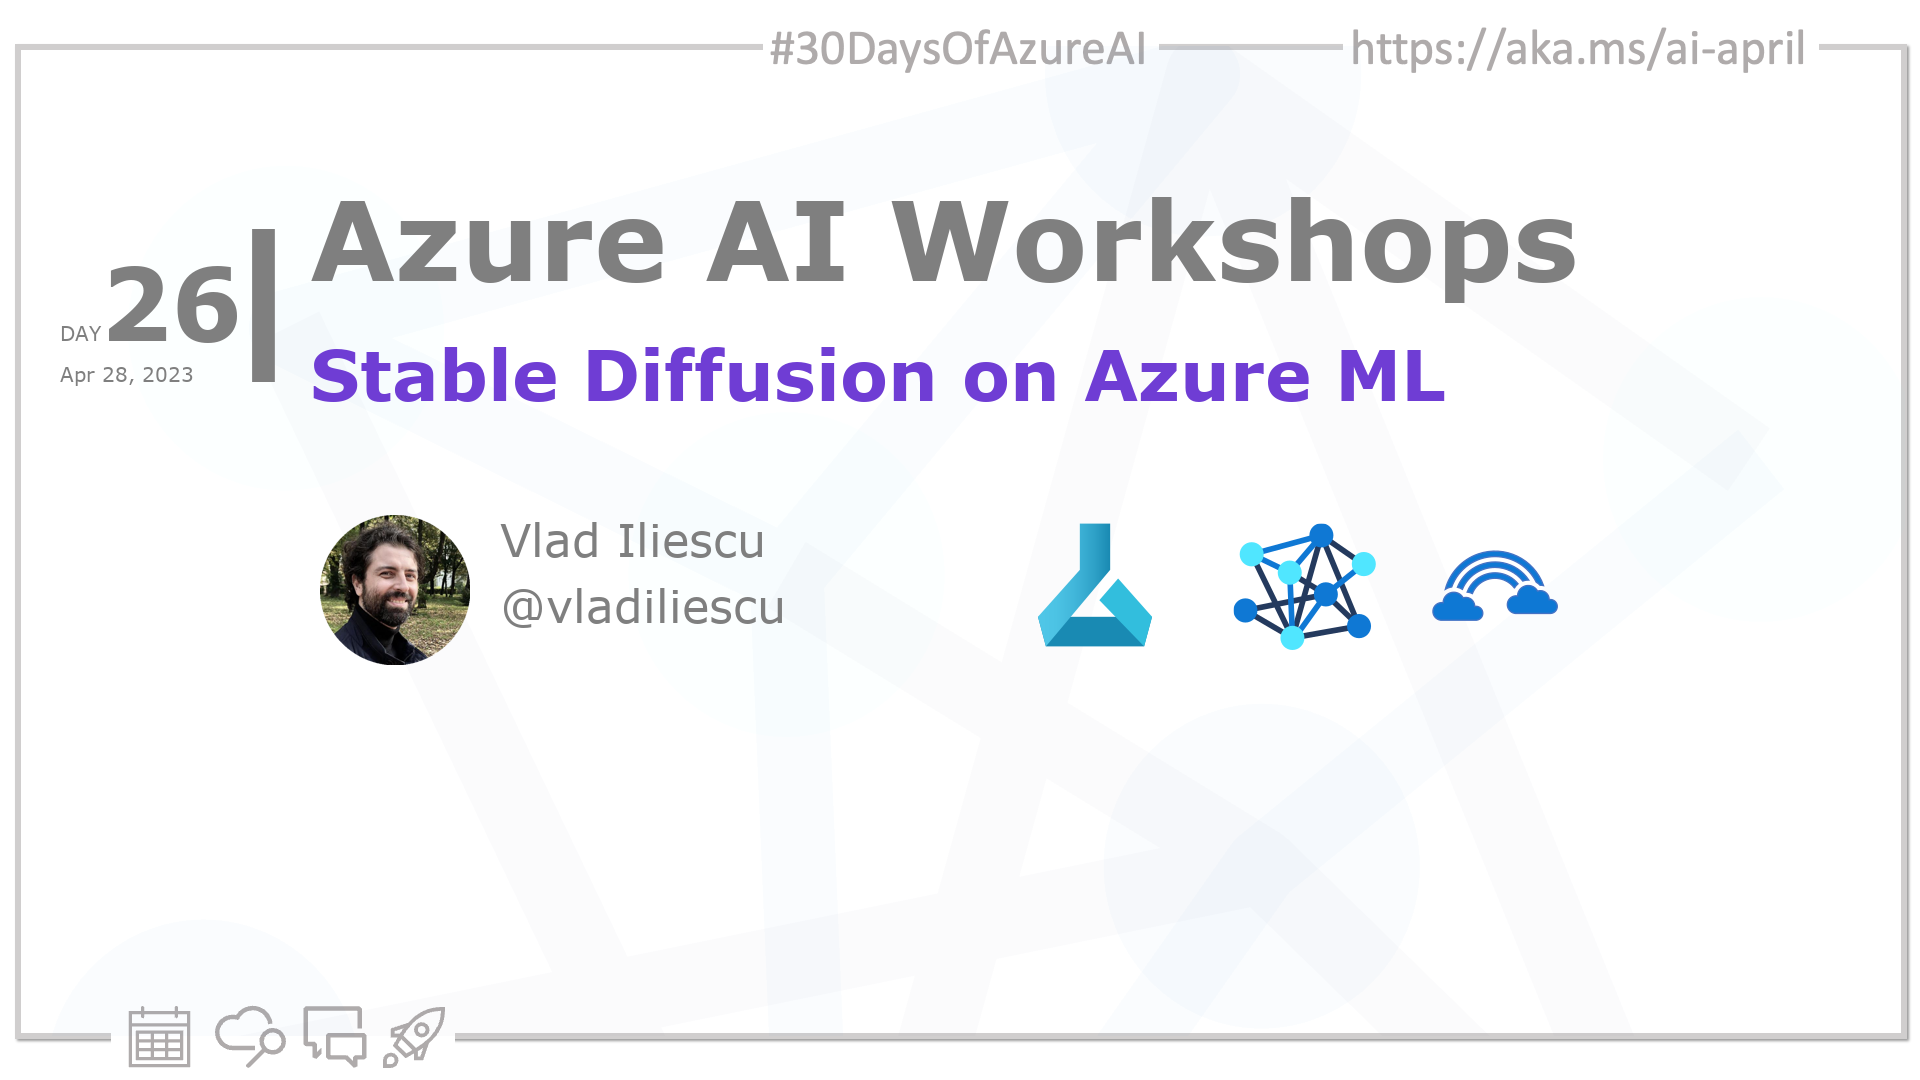 #30DaysOfAzureAI
https://aka.ms/ai-april
Azure AI Workshops
DAY 26
Apr 28, 2023
Stable Diffusion on Azure ML
Vlad Iliescu
@vladiliescu